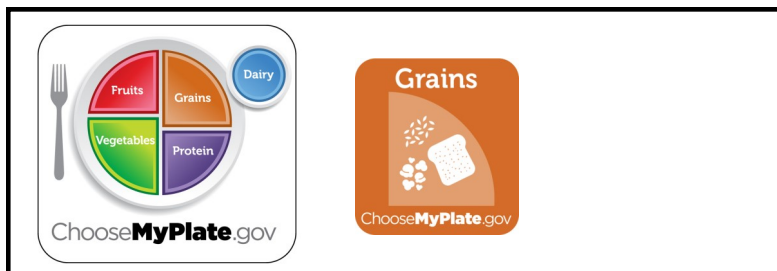 Fruits
Grains
Dairy
Vegetables
Protein
ChooseMyPlate.gov
Grains
ChooseMyPlate.gov